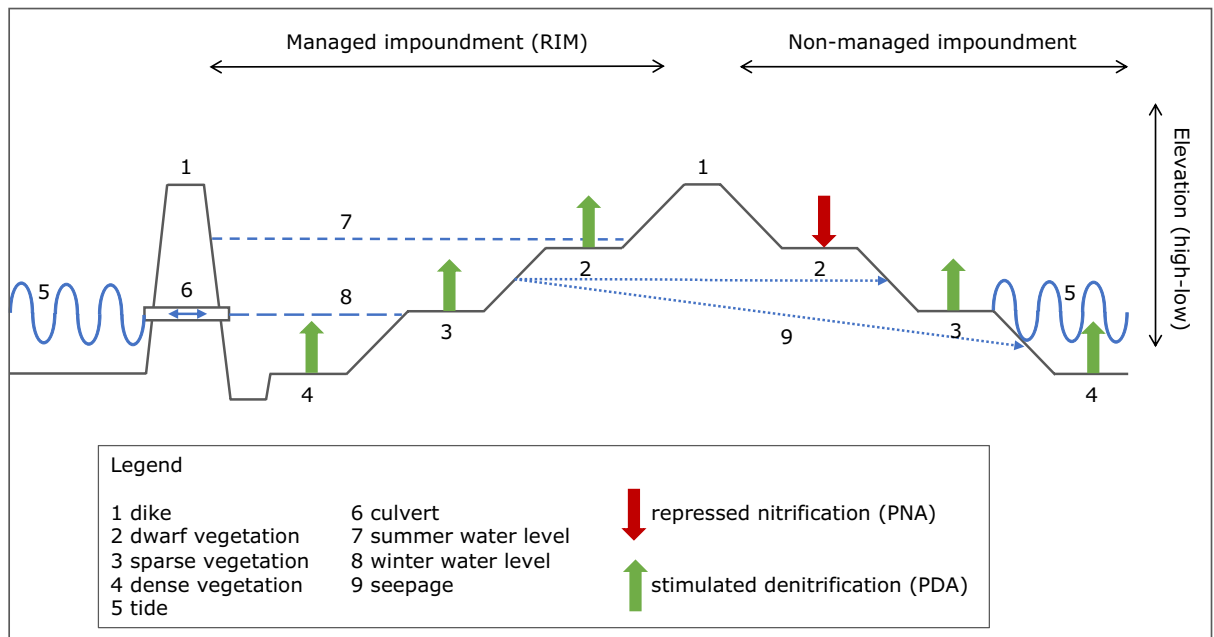 Managed impoundment (RIM)
Non-managed impoundment
Elevation (high-low)
1
1
7
2
2
5
6
8
5
3
3
9
4
4
Legend
1 dike
2 dwarf vegetation
3 sparse vegetation
4 dense vegetation
5 tide
6 culvert
7 summer water level
8 winter water level
9 seepage
repressed nitrification (PNA)
stimulated denitrification (PDA)